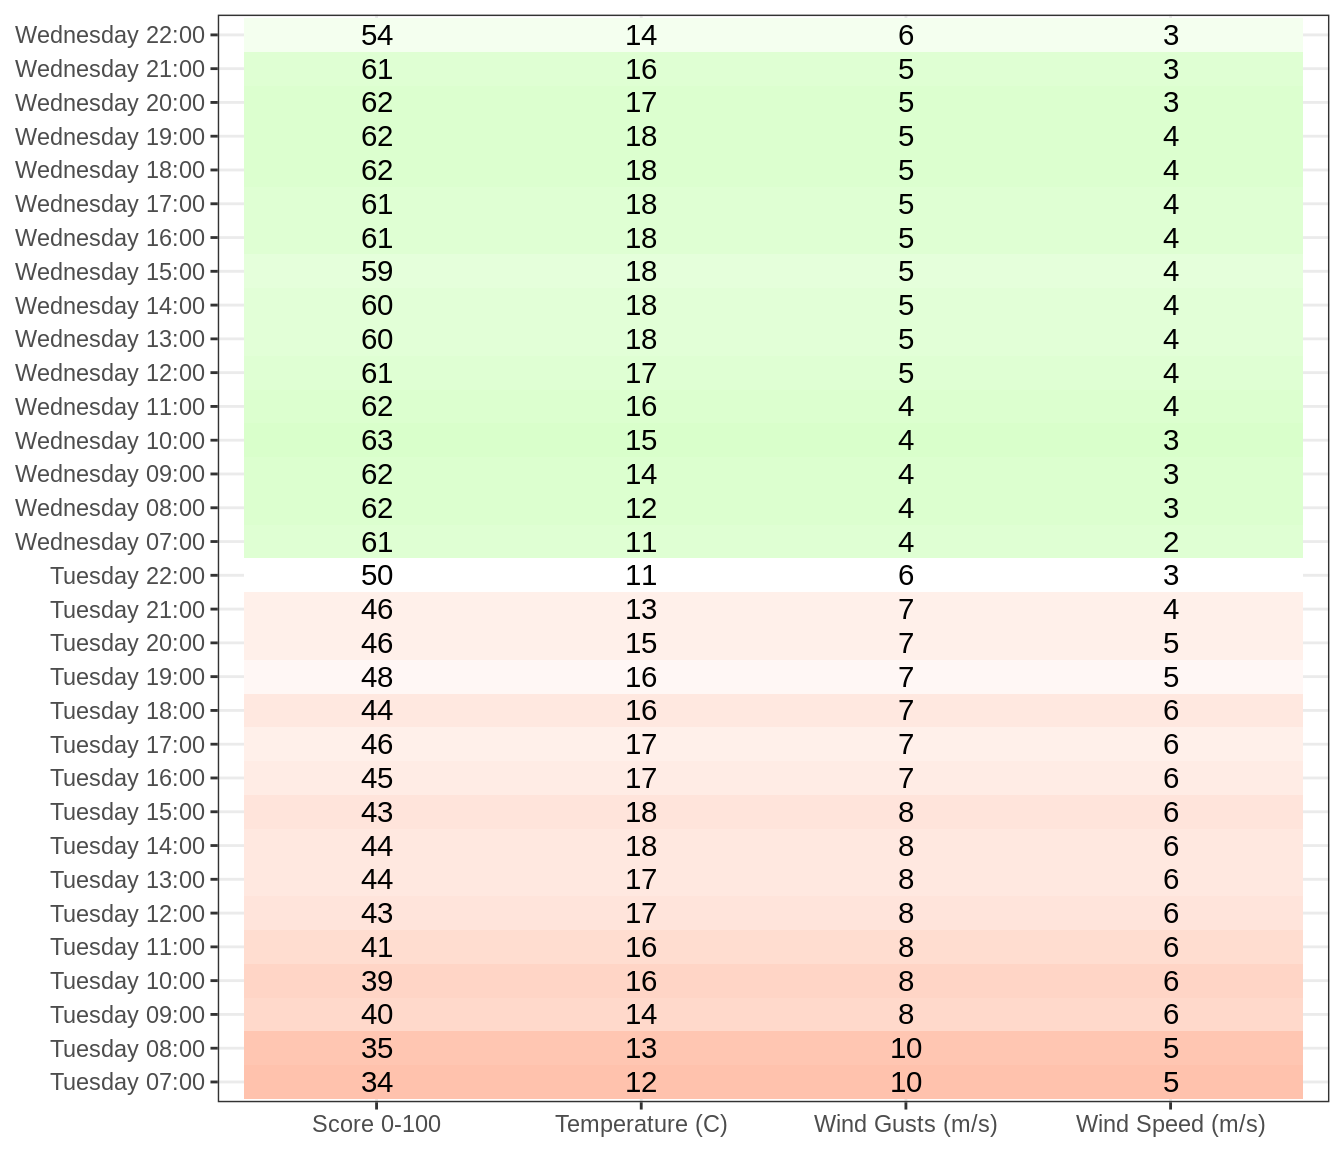 Wednesday 22:00 54 14 6 3
Wednesday 21:00 61 16 5 3
Wednesday 20:00 62 17 5 3
Wednesday 19:00 62 18 5 4
Wednesday 18:00 62 18 5 4
Wednesday 17:00 61 18 5 4
Wednesday 16:00 61 18 5 4
Wednesday 15:00 59 18 5 4
Wednesday 14:00 60 18 5 4
Wednesday 13:00 60 18 5 4
Wednesday 12:00 61 17 5 4
Wednesday 11:00 62 16 4 4
Wednesday 10:00 63 15 4 3
Wednesday 09:00 62 14 4 3
Wednesday 08:00 62 12 4 3
Wednesday 07:00 61 11 4 2
Tuesday 22:00 50 11 6 3
Tuesday 21:00 46 13 7 4
Tuesday 20:00 46 15 7 5
Tuesday 19:00 48 16 7 5
Tuesday 18:00 44 16 7 6
Tuesday 17:00 46 17 7 6
Tuesday 16:00 45 17 7 6
Tuesday 15:00 43 18 8 6
Tuesday 14:00 44 18 8 6
Tuesday 13:00 44 17 8 6
Tuesday 12:00 43 17 8 6
Tuesday 11:00 41 16 8 6
Tuesday 10:00 39 16 8 6
Tuesday 09:00 40 14 8 6
Tuesday 08:00 35 13 10 5
Tuesday 07:00 34 12 10 5
Score 0-100 Temperature (C) Wind Gusts (m/s) Wind Speed (m/s)